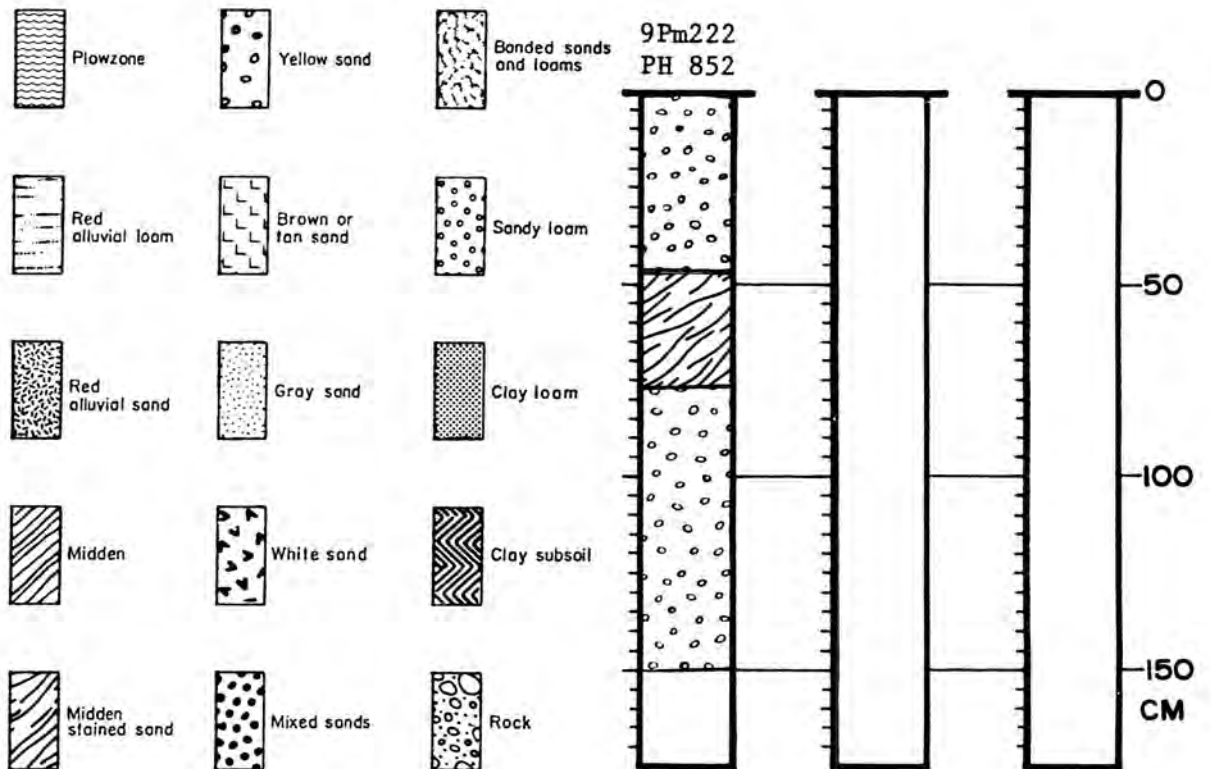 Plowzone
Yellow sand
Banded sands
and loams
Red
alluvial loam
Brown or
tan sand
Sandy loam
Red
alluvial sand
Gray sand
Clay loam
Midden
White sand
Clay subsoil
Midden
stained sand
Mixed sands
Rock
9Pm222
PH 852
0
50
100
150
CM